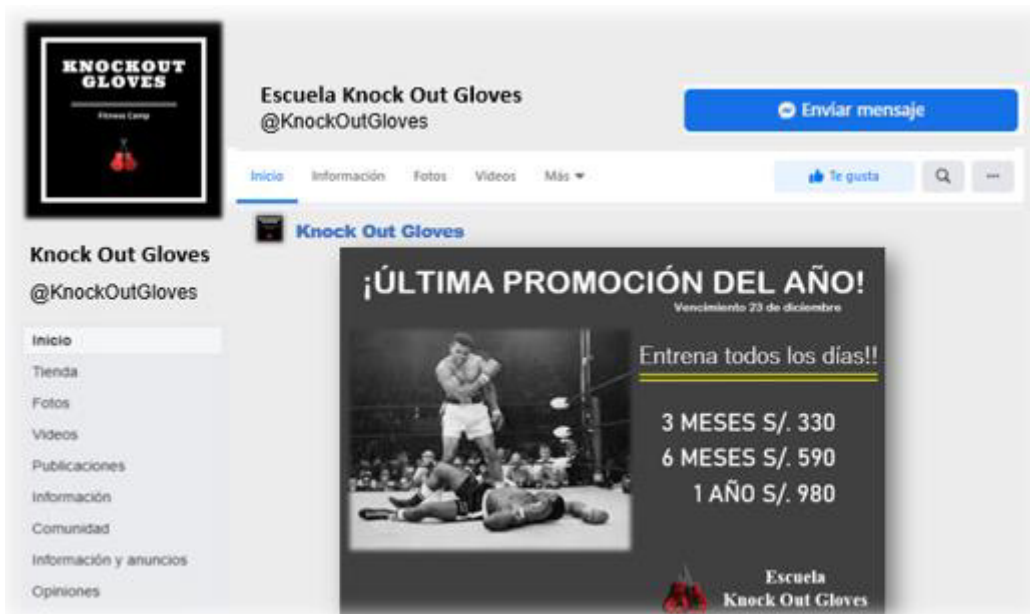 KNOCKOUT
GLOVES
Fitness Camp
Escuela Knock Out Gloves
@KnockOutGloves
Enviar mensaje
Inicio Información Fotos Videos Más
Te gusta
Knock Out Gloves
Knock Out Gloves
@KnockOutGloves
Inicio
Tienda
Fotos
Videos
Publicaciones
Información
Comunidad
Información y anuncios
Opiniones
¡ÚLTIMA PROMOCIÓN DEL AÑO!
Vencimiento 23 de diciembre
Entrena todos los días!!
3 MESES S/. 330
6 MESES S/. 590
1 AÑO S/. 980
Escuela
Knock Out Gloves